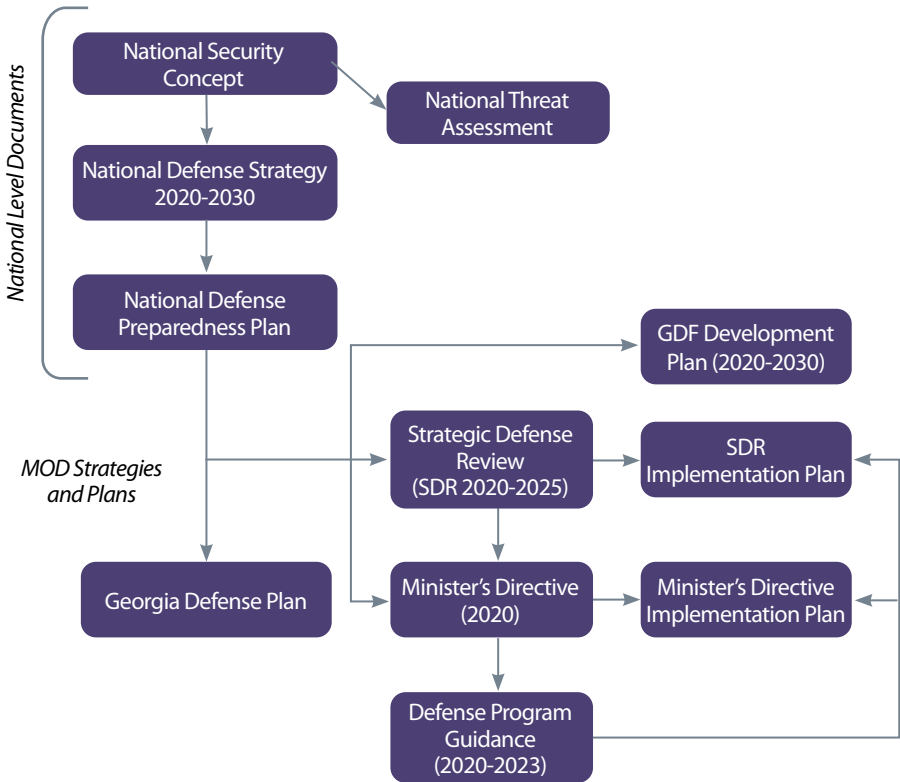 National Level Documents
National Security
Concept
National Threat
Assessment
National Defense Strategy
2020-2030
National Defense
Preparedness Plan
GDF Development
Plan (2020-2030)
MOD Strategies
and Plans
Strategic Defense
Review
(SDR 2020-2025)
SDR
Implementation Plan
Georgia Defense Plan
Minister’s Directive
(2020)
Minister’s Directive
Implementation Plan
Defense Program
Guidance
(2020-2023)